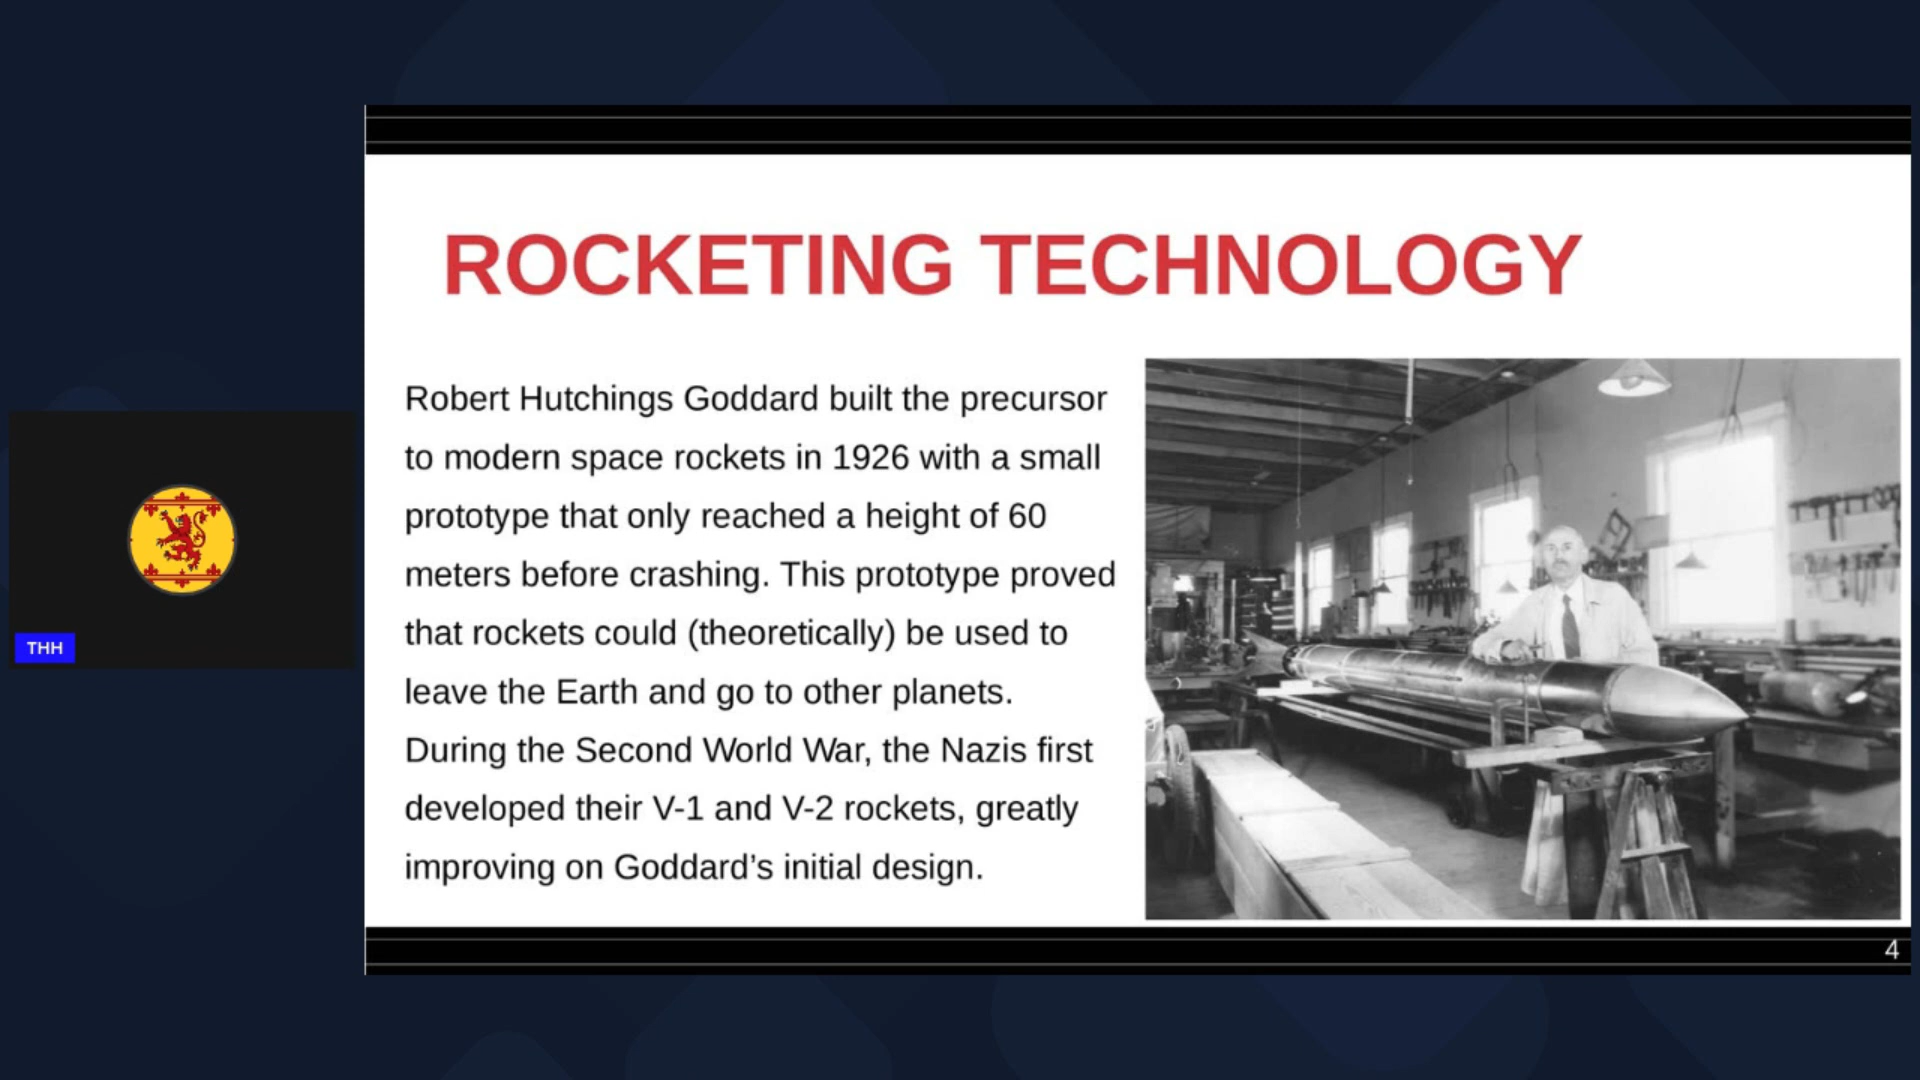 ROCKETING TECHNOLOGY
Robert Hutchings Goddard built the precursor
to modern space rockets in 1926 with a small
prototype that only reached a height of 60
meters before crashing. This prototype proved
that rockets could (theoretically) be used to
leave the Earth and go to other planets.
During the Second World War, the Nazis first
developed their V-1 and V-2 rockets, greatly
improving on Goddard’s initial design.
THH
4